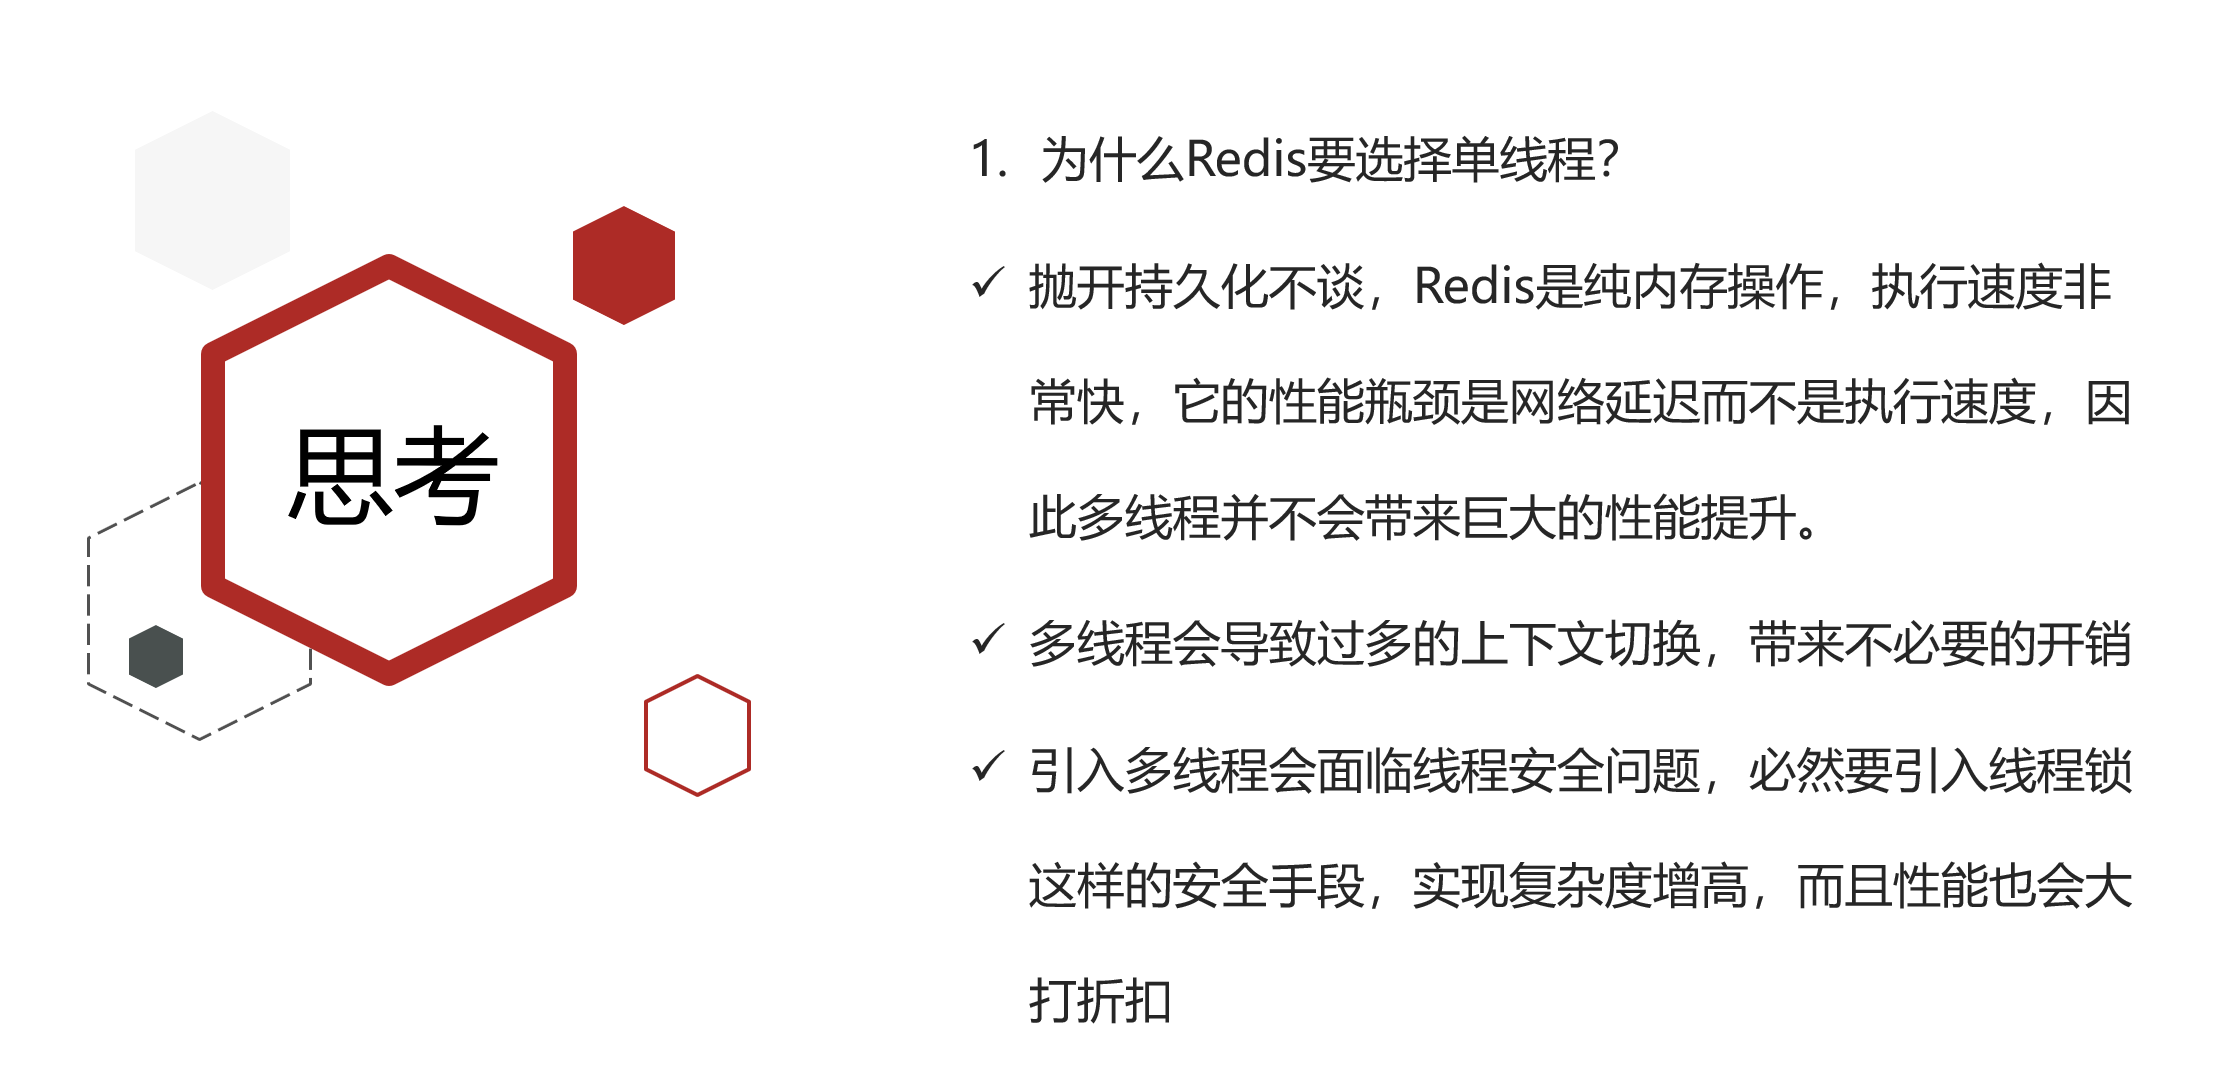 思考
1. 为什么Redis要选择单线程？
✓ 抛开持久化不谈，Redis是纯内存操作，执行速度非
常快，它的性能瓶颈是网络延迟而不是执行速度，因
此多线程并不会带来巨大的性能提升。
✓ 多线程会导致过多的上下文切换，带来不必要的开销
✓ 引入多线程会面临线程安全问题，必然要引入线程锁
这样的安全手段，实现复杂度增高，而且性能也会大
打折扣